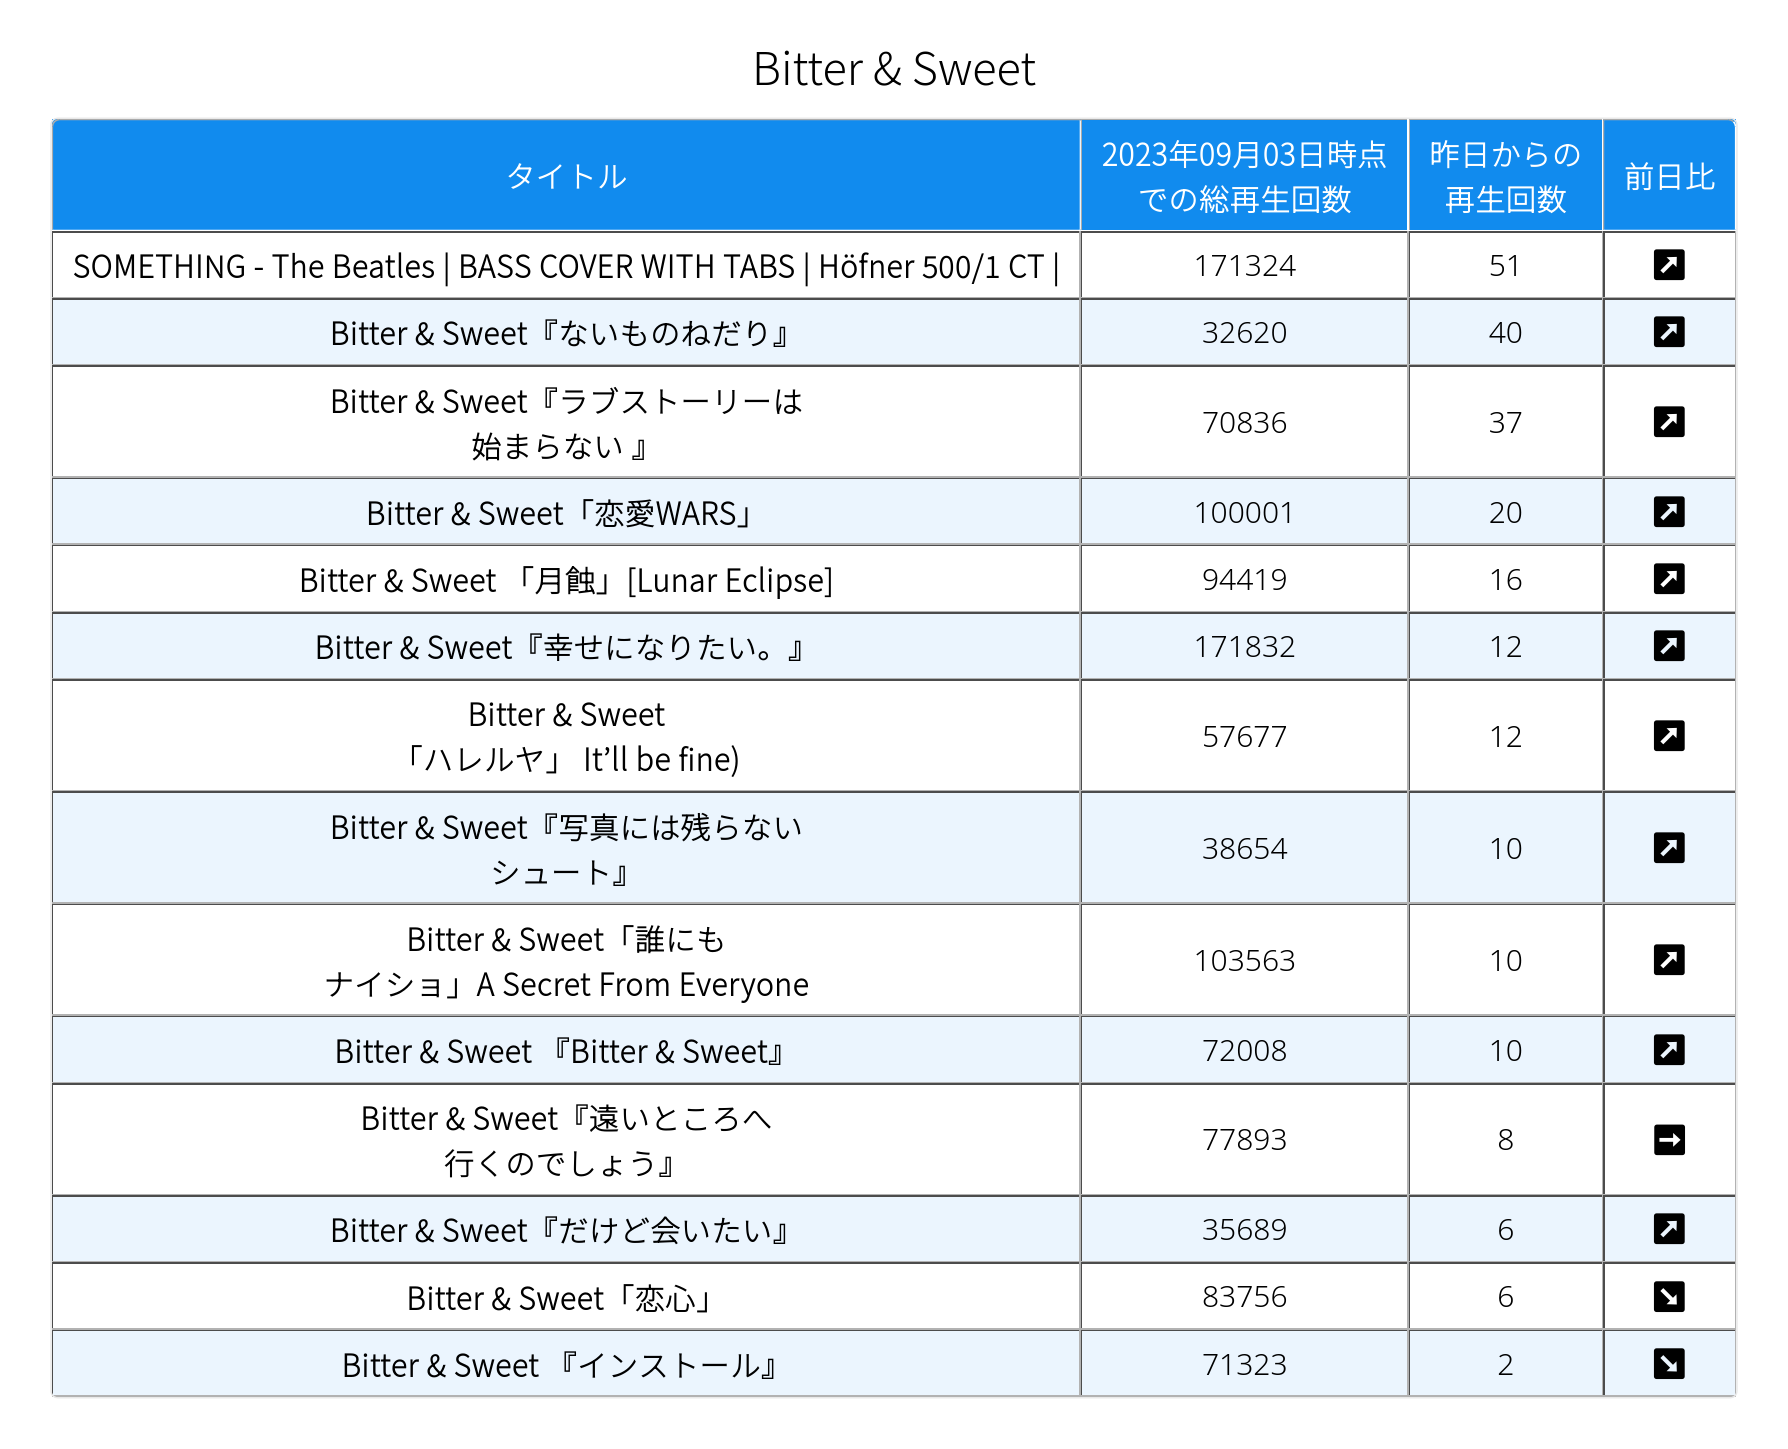 Bitter & Sweet
タイトル
2023年09月03日時点
での総再生回数
昨日からの
再生回数
前日比
SOMETHING - The Beatles | BASS COVER WITH TABS | Höfner 500/1 CT |
171324
51
Bitter & Sweet『ないものねだり』
32620
40
Bitter & Sweet『ラブストーリーは
始まらない 』
70836
37
Bitter & Sweet「恋愛WARS」
100001
20
Bitter & Sweet 「月蝕」[Lunar Eclipse]
94419
16
Bitter & Sweet『幸せになりたい。』
171832
12
Bitter & Sweet
「ハレルヤ」 It’ll be fine)
57677
12
Bitter & Sweet『写真には残らない
シュート』
38654
10
Bitter & Sweet「誰にも
ナイショ」A Secret From Everyone
103563
10
Bitter & Sweet 『Bitter & Sweet』
72008
10
Bitter & Sweet『遠いところへ
行くのでしょう』
77893
8
Bitter & Sweet『だけど会いたい』
35689
6
Bitter & Sweet「恋心」
83756
6
Bitter & Sweet 『インストール』
71323
2